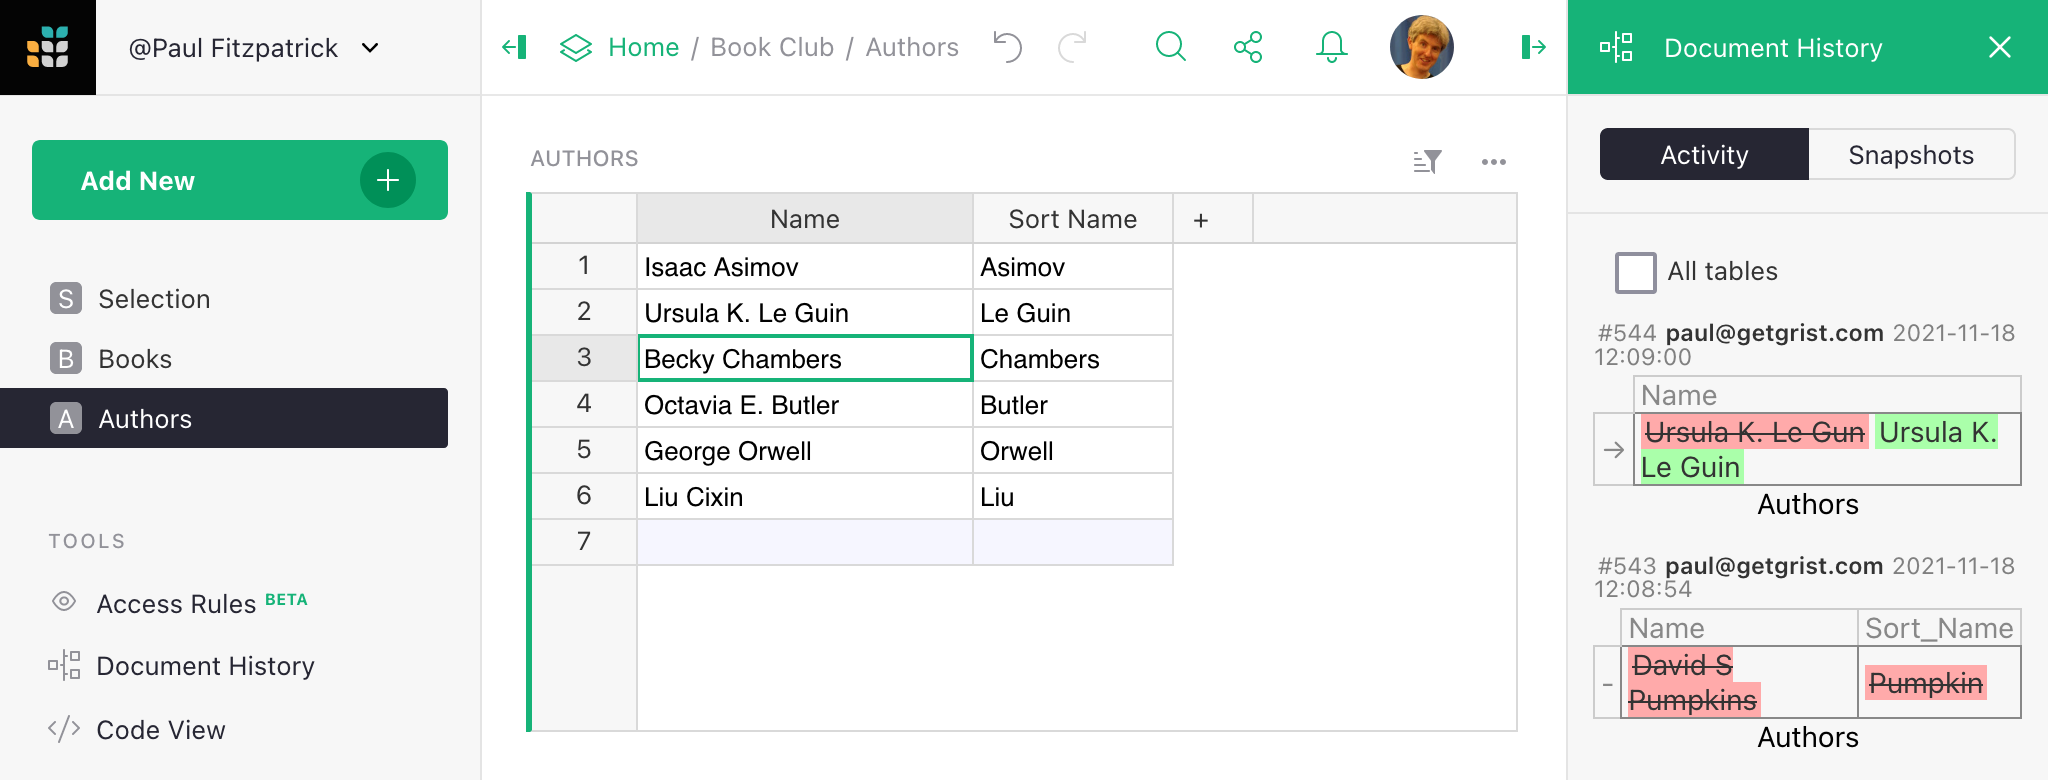 @Paul Fitzpatrick
Home / Book Club / Authors
Document History
Add New +
Activity
Snapshots
S Selection
B Books
A Authors
TOOLS
Access Rules BETA
Document History
</> Code View
AUTHORS
Name Sort Name +
1 Isaac Asimov Asimov
2 Ursula K. Le Guin Le Guin
3 Becky Chambers Chambers
4 Octavia E. Butler Butler
5 George Orwell Orwell
6 Liu Cixin Liu
7
All tables
#544 paul@getgrist.com 2021-11-18
12:09:00
Name
→ Ursula K. Le Gun Ursula K.
Le Guin
Authors
#543 paul@getgrist.com 2021-11-18
12:08:54
Name Sort_Name
- David S Pumpkin
Pumpkins
Authors